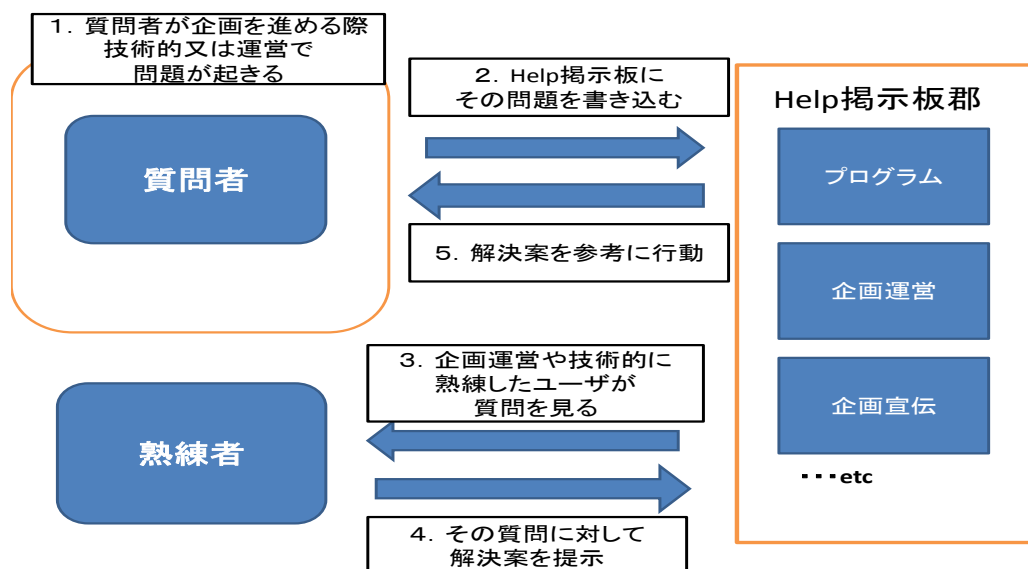 1．質問者が企画を進める際
技術的又は運営で
問題が起きる
質問者
2．Help掲示板に
その問題を書き込む
5．解決案を参考に行動
Help掲示板郡
プログラム
企画運営
企画宣伝
・・・etc
3．企画運営や技術的に
熟練したユーザが
質問を見る
熟練者
4．その質問に対して
解決案を提示